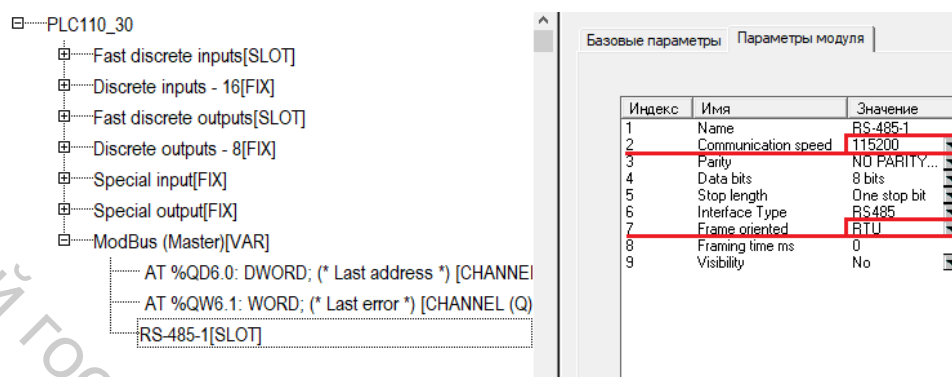 PLC110_30
Fast discrete inputs[SLOT]
Discrete inputs - 16[FIX]
Fast discrete outputs[SLOT]
Discrete outputs - 8[FIX]
Special input[FIX]
Special output[FIX]
ModBus (Master)[VAR]
AT %QD6.0: DWORD; (* Last address *) [CHANNEL
AT %QW6.1: WORD; (* Last error *) [CHANNEL (Q)
RS-485-1[SLOT]
Базовые параметры Параметры модуля
Индекс Имя Значение
1 Name RS-485-1
2 Communication speed 115200
3 Parity NO PARITY...
4 Data bits 8 bits
5 Stop length One stop bit
6 Interface Type RS485
7 Frame oriented RTU
8 Framing time ms 0
9 Visibility No